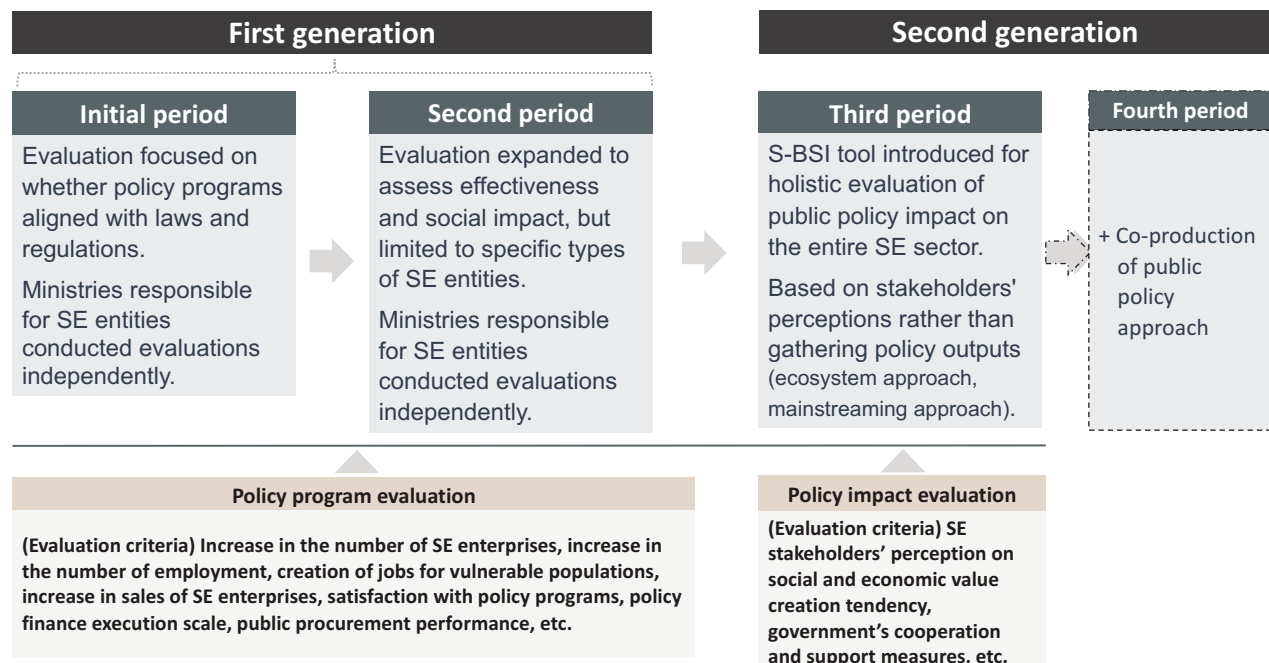 First generation
Second generation
Initial period
Evaluation focused on
whether policy programs
aligned with laws and
regulations.
Ministries responsible
for SE entities
conducted evaluations
independently.
Second period
Evaluation expanded to
assess effectiveness
and social impact, but
limited to specific types
of SE entities.
Ministries responsible
for SE entities
conducted evaluations
independently.
Third period
S-BSI tool introduced for
holistic evaluation of
public policy impact on
the entire SE sector.
Based on stakeholders'
perceptions rather than
gathering policy outputs
(ecosystem approach,
mainstreaming approach).
Fourth period
+ Co-production
of public
policy
approach
Policy program evaluation
(Evaluation criteria) Increase in the number of SE enterprises, increase in
the number of employment, creation of jobs for vulnerable populations,
increase in sales of SE enterprises, satisfaction with policy programs, policy
finance execution scale, public procurement performance, etc.
Policy impact evaluation
(Evaluation criteria) SE
stakeholders’ perception on
social and economic value
creation tendency,
government’s cooperation
and support measures, etc.